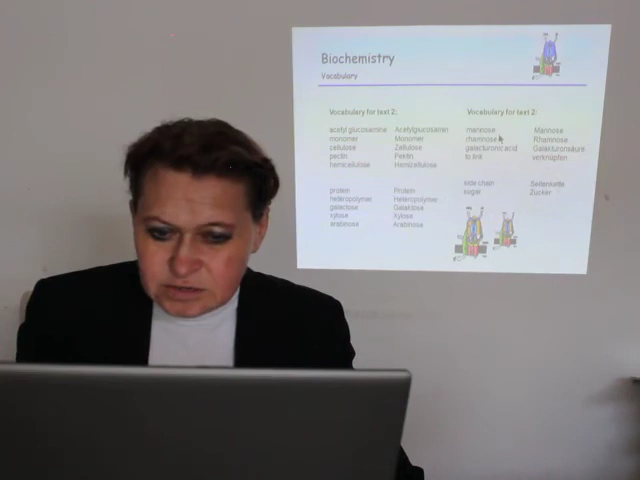 Biochemistry
Vocabulary
Vocabulary for text 2: Vocabulary for text 2:
acetyl glucosamine Acetylglucosamin mannose Mannose
monomer Monomer rhamnose Rhamnose
cellulose Zellulose galacturonic acid Galakturonsäure
pectin Pektin to link verknüpfen
hemicellulose Hemizellulose
protein Protein side chain Seitenkette
heteropolymer Heteropolymer sugar Zucker
galactose Galaktose
xylose Xylose
arabinose Arabinose